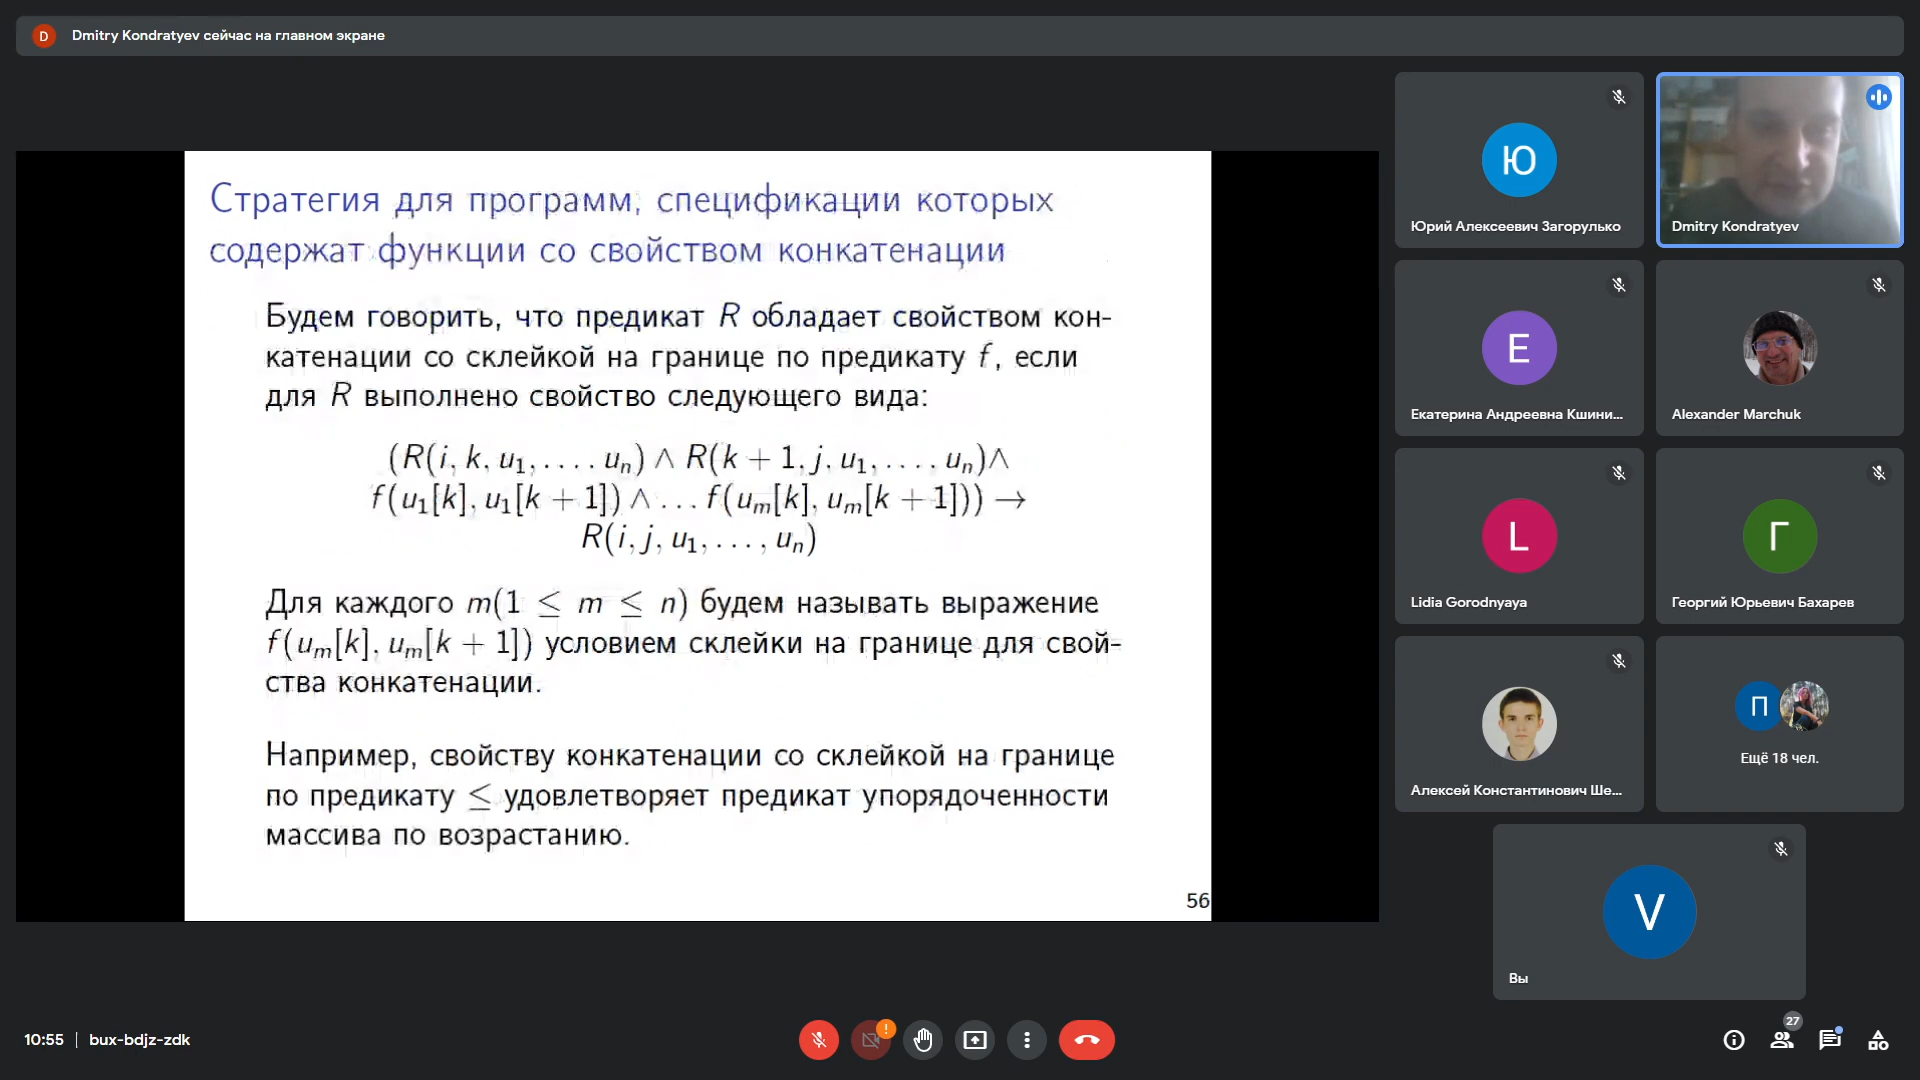 D
Dmitry Kondratyev сейчас на главном экране
Стратегия для программ, спецификации которых
содержат функции со свойством конкатенации
Будем говорить, что предикат R обладает свойством кон-
катенации со склейкой на границе по предикату f, если
для R выполнено свойство следующего вида:
(R(i, k, u₁, . . . . uₙ) ∧ R(k + 1, j, u₁, . . . , uₙ)∧
f(u₁[k], u₁[k + 1]) ∧ . . . f(uₘ[k], uₘ[k + 1])) →
R(i, j, u₁, . . . , uₙ)
Для каждого m(1 ≤ m ≤ n) будем называть выражение
f(uₘ[k], uₘ[k + 1]) условием склейки на границе для свой-
ства конкатенации.
Например, свойству конкатенации со склейкой на границе
по предикату ≤ удовлетворяет предикат упорядоченности
массива по возрастанию.
56
Ю
Юрий Алексеевич Загорулько
Dmitry Kondratyev
E
Екатерина Андреевна Кшини...
Alexander Marchuk
L
Lidia Gorodnyaya
Г
Георгий Юрьевич Бахарев
Алексей Константинович Ше...
П
Ещё 18 чел.
V
Вы
10:55 | bux-bdjz-zdk
!
27